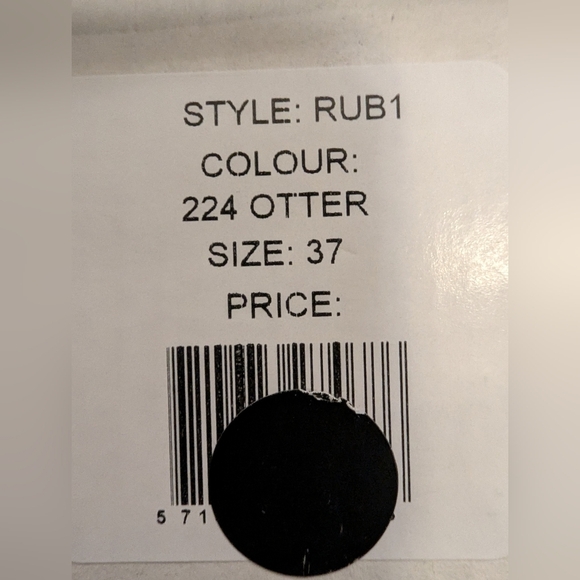 STYLE: RUB1
COLOUR:
224 OTTER
SIZE: 37
PRICE:
571